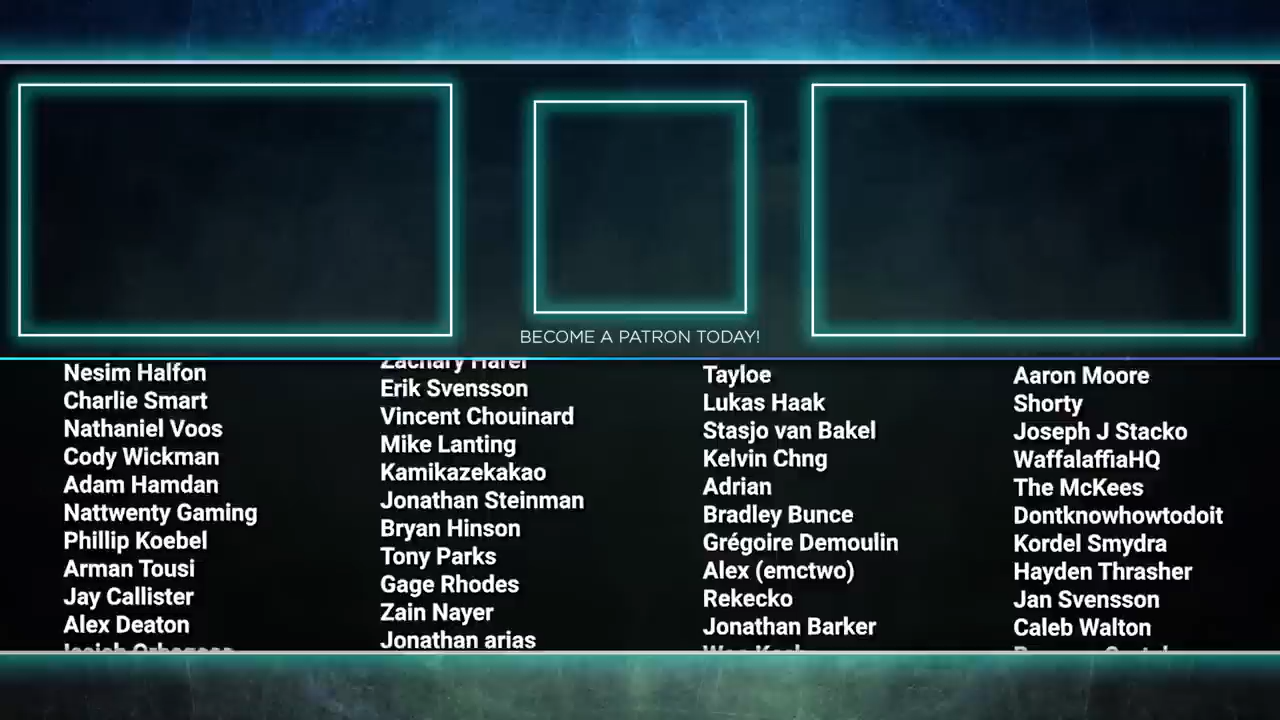 BECOME A PATRON TODAY!
Nesim Halfon
Charlie Smart
Nathaniel Voos
Cody Wickman
Adam Hamdan
Nattwenty Gaming
Phillip Koebel
Arman Tousi
Jay Callister
Alex Deaton
Zachary
Erik Svensson
Vincent Chouinard
Mike Lanting
Kamikazekakao
Jonathan Steinman
Bryan Hinson
Tony Parks
Gage Rhodes
Zain Nayer
Jonathan arias
Tayloe
Lukas Haak
Stasjo van Bakel
Kelvin Chng
Adrian
Bradley Bunce
Grégoire Demoulin
Alex (emctwo)
Rekecko
Jonathan Barker
Aaron Moore
Shorty
Joseph J Stacko
WaffalaffiaHQ
The McKees
Dontknowhowtodoit
Kordel Smydra
Hayden Thrasher
Jan Svensson
Caleb Walton